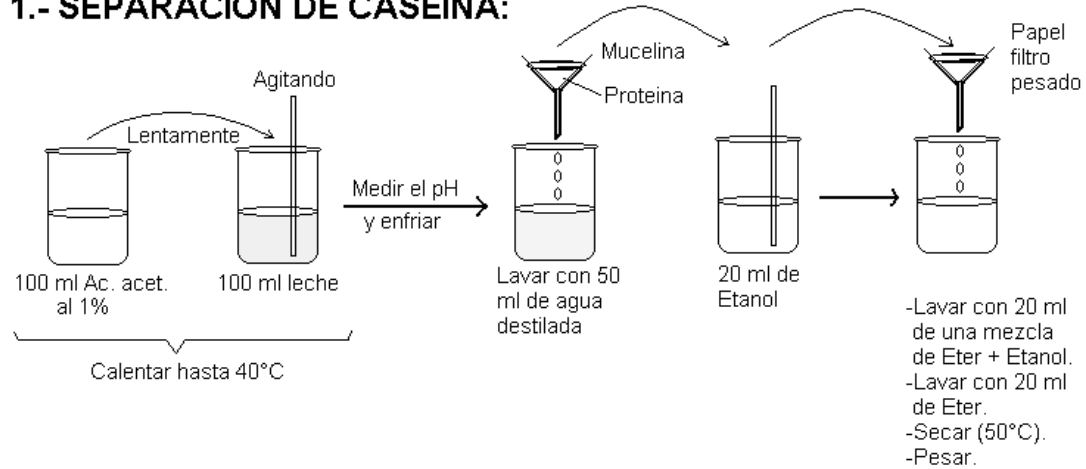 1.- SEPARACION DE CASEINA:
Agitando
Lentamente
100 ml Ac. acet.
al 1%
100 ml leche
Calentar hasta 40°C
Medir el pH
y enfriar
Mucelina
Proteina
Lavar con 50
ml de agua
destilada
20 ml de
Etanol
Papel
filtro
pesado
-Lavar con 20 ml
de una mezcla
de Eter + Etanol.
-Lavar con 20 ml
de Eter.
-Secar (50°C).
-Pesar.